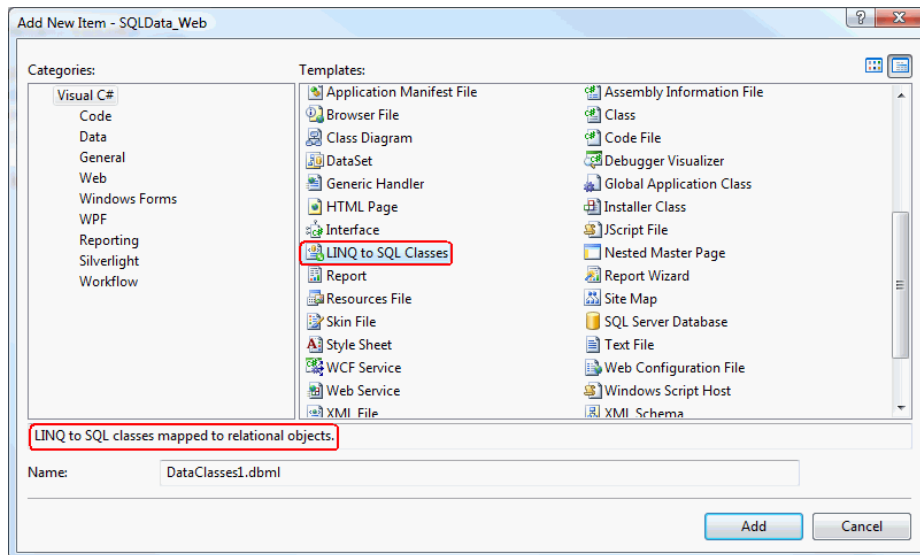 Add New Item - SQLData_Web
Categories:
Templates:
Visual C#
Code
Data
General
Web
Windows Forms
WPF
Reporting
Silverlight
Workflow
Application Manifest File
Browser File
Class Diagram
DataSet
Generic Handler
HTML Page
Interface
LINQ to SQL Classes
Report
Resources File
Skin File
Style Sheet
WCF Service
Web Service
XML File
Assembly Information File
Class
Code File
Debugger Visualizer
Global Application Class
Installer Class
JScript File
Nested Master Page
Report Wizard
Site Map
SQL Server Database
Text File
Web Configuration File
Windows Script Host
XML Schema
LINQ to SQL classes mapped to relational objects.
Name:
DataClasses1.dbml
Add
Cancel